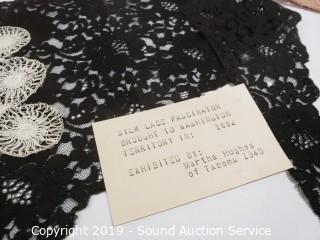 SILK LACE FASCINATOR
BROUGHT TO WASHINGTON
TERRITORY IN: 1882
EXHIBITED BY:
Martha Hughes
of Tacoma 1940
Copyright 2019 - Sound Auction Service